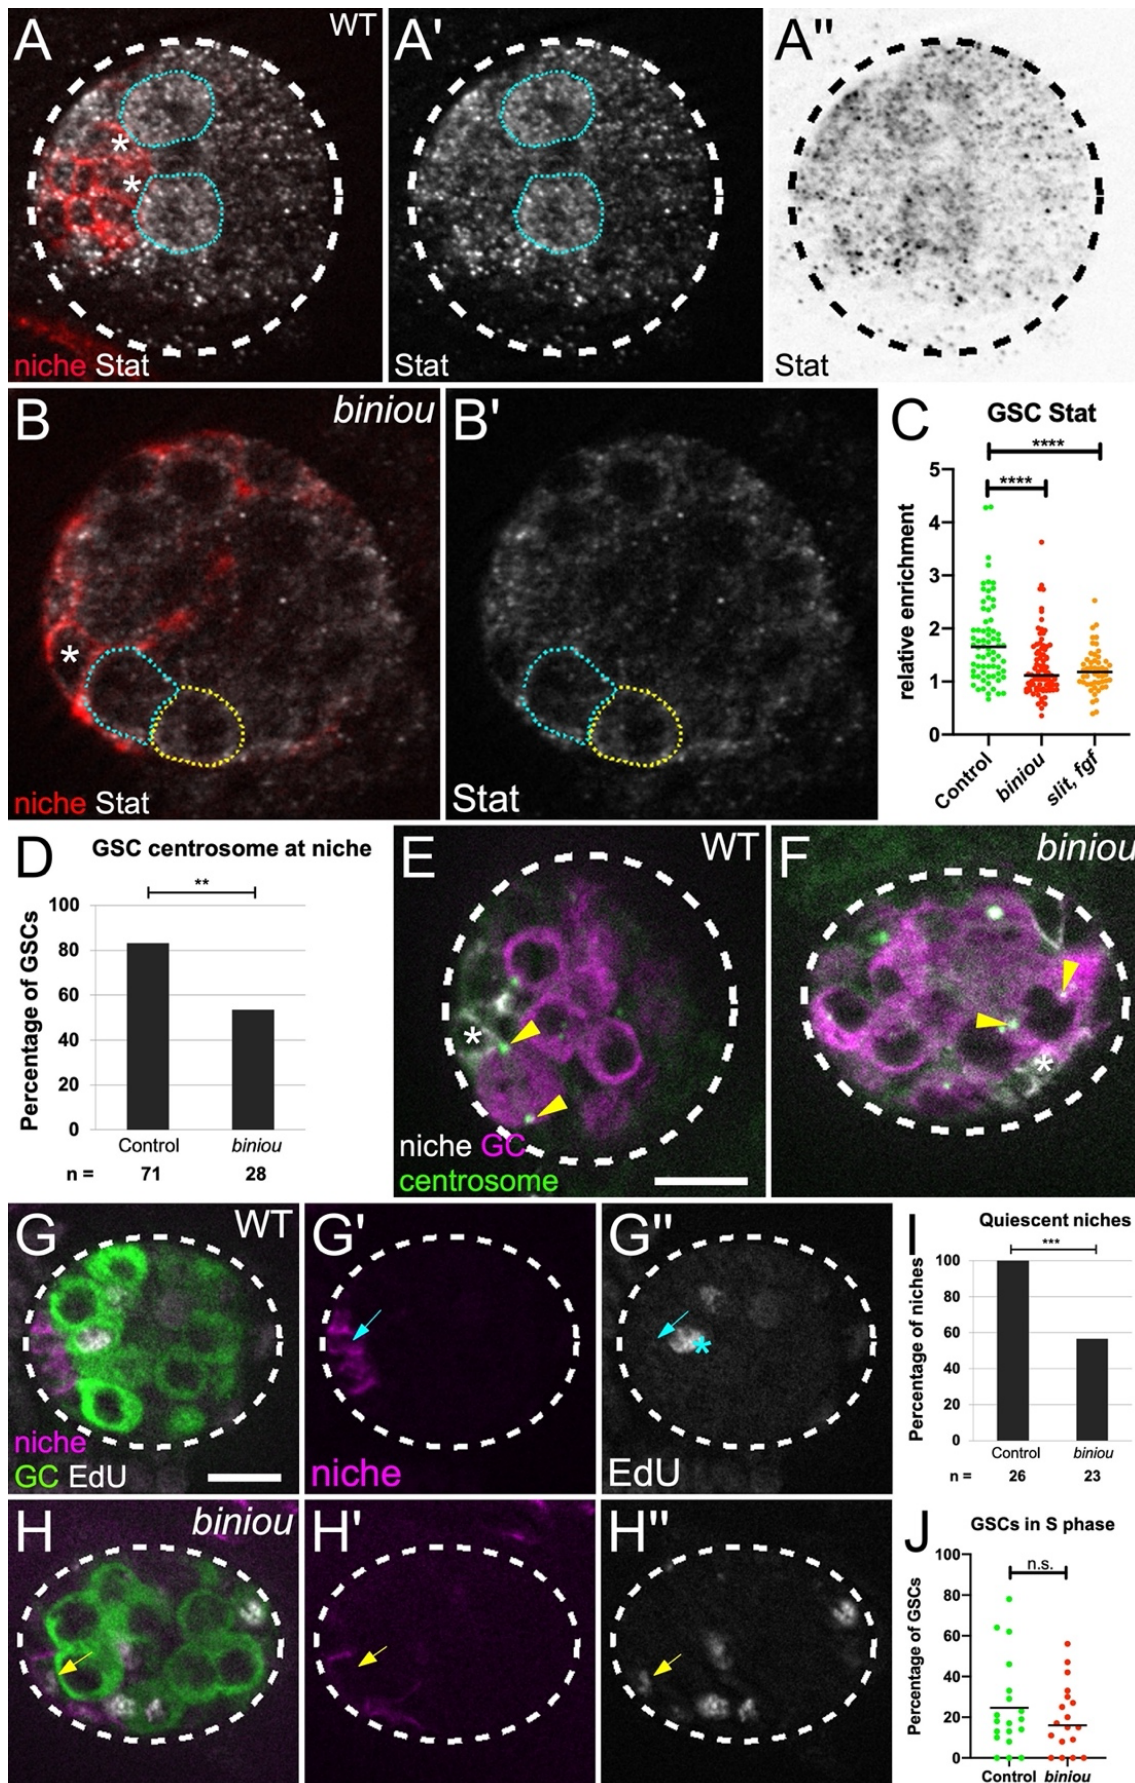 A
WT
niche Stat
A'
Stat
A''
Stat
B
biniou
niche Stat
B'
Stat
C
GSC Stat
****
****
relative enrichment
5
4
3
2
1
0
Control
biniou
slit, fgf
D
GSC centrosome at niche
**
Percentage of GSCs
100
80
60
40
20
0
Control biniou
n = 71 28
E
WT
niche GC
centrosome
F
biniou
G
WT
niche
GC EdU
G'
niche
G''
EdU
I
Quiescent niches
***
Percentage of niches
100
80
60
40
20
0
Control biniou
n = 26 23
H
biniou
H'
H''
J
GSCs in S phase
n.s.
Percentage of GSCs
100
80
60
40
20
0
Control biniou